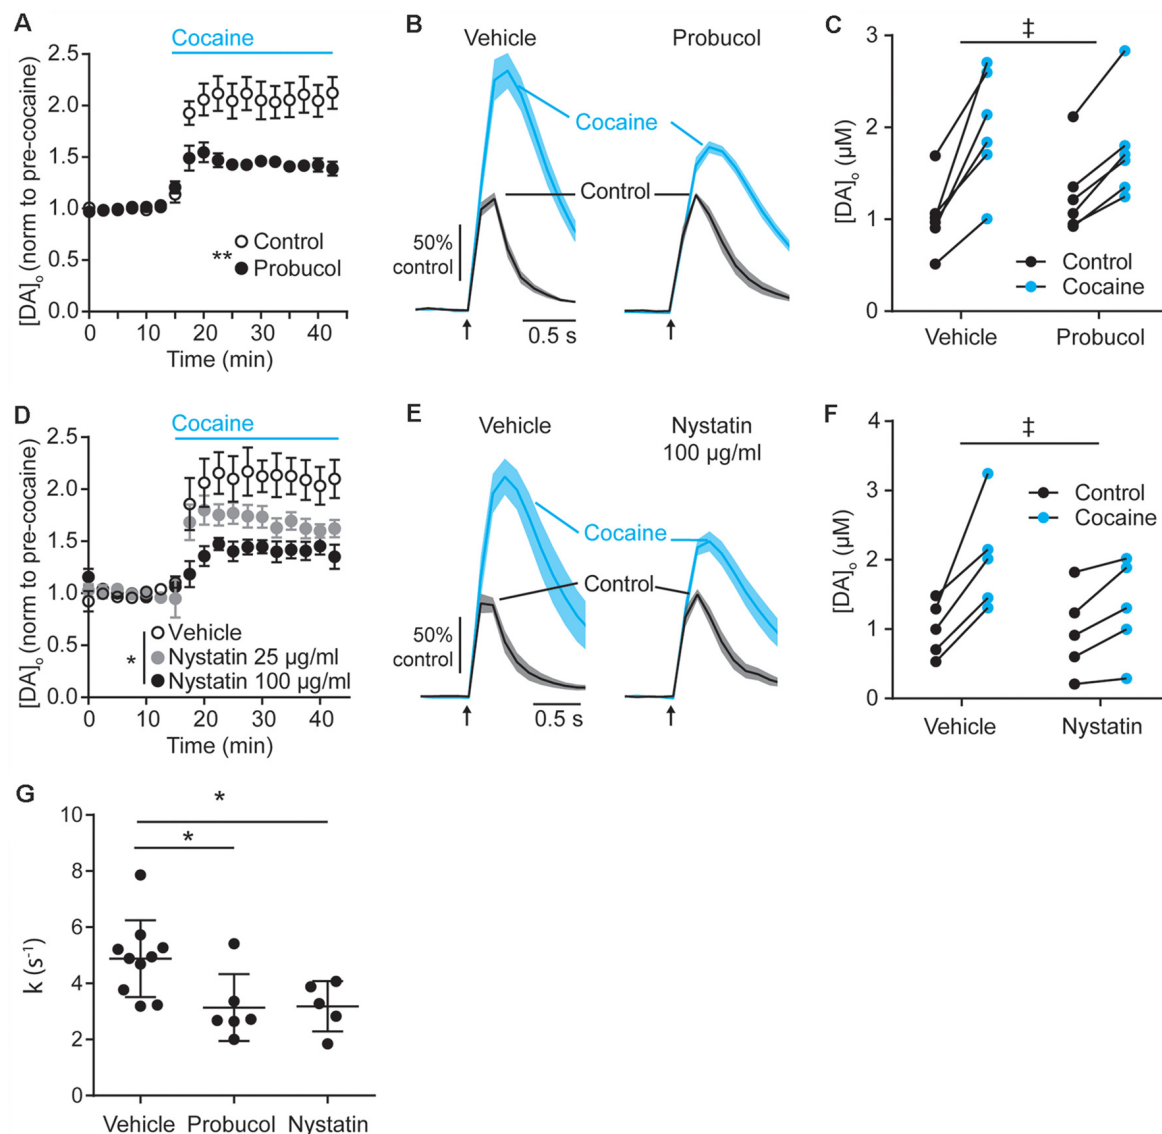 A
Cocaine
[DA]ₒ (norm to pre-cocaine)
2.5
2.0
1.5
1.0
0.5
0.0
Control
**
Probucol
0 10 20 30 40
Time (min)
B
Vehicle
Probucol
Cocaine
Control
50%
control
0.5 s
C
‡
[DA]ₒ (µM)
3
2
1
0
Control
Cocaine
Vehicle Probucol
D
Cocaine
[DA]ₒ (norm to pre-cocaine)
2.5
2.0
1.5
1.0
0.5
0.0
Vehicle
* Nystatin 25 µg/ml
Nystatin 100 µg/ml
0 10 20 30 40
Time (min)
E
Vehicle
Nystatin
100 µg/ml
Cocaine
Control
50%
control
0.5 s
F
‡
[DA]ₒ (µM)
4
3
2
1
0
Control
Cocaine
Vehicle Nystatin
G
*
*
k (s⁻¹)
10
8
6
4
2
0
Vehicle Probucol Nystatin